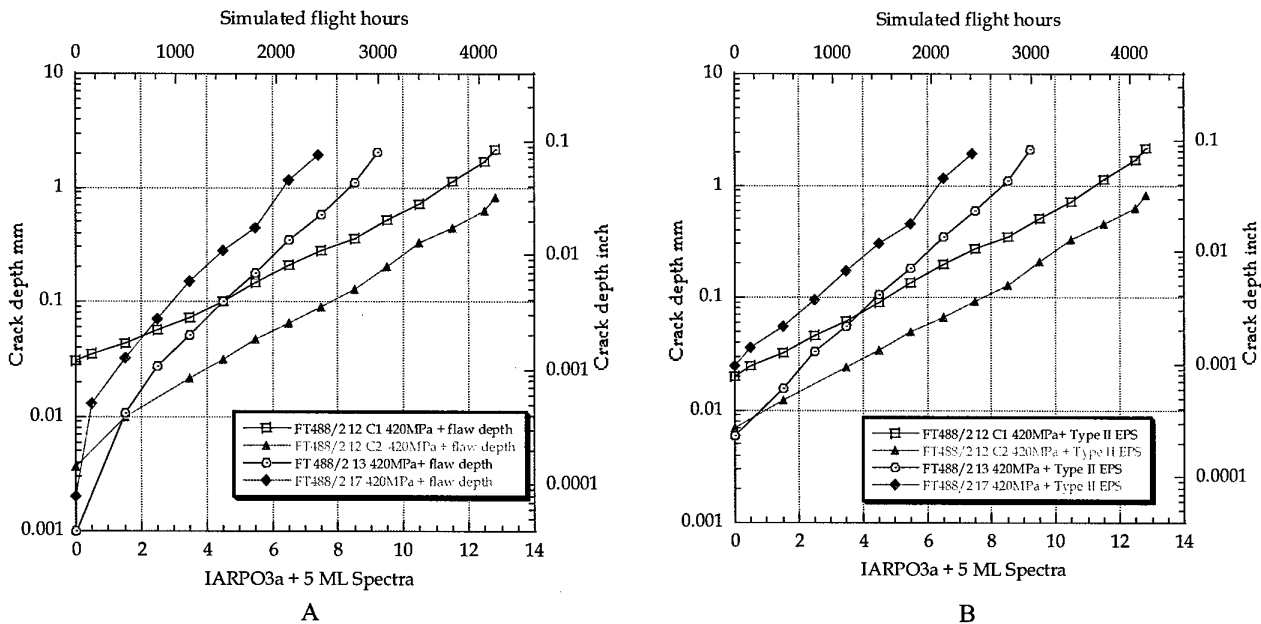 Simulated flight hours
0 1000 2000 3000 4000
10
1
0.1
0.01
0.001
Crack depth mm
0.1
0.01
0.001
0.0001
Crack depth inch
FT488/2 12 C1 420MPa + flaw depth
FT488/2 12 C2 420MPa + flaw depth
FT488/2 13 420MPa + flaw depth
FT488/2 17 420MPa + flaw depth
0 2 4 6 8 10 12 14
IARPO3a + 5 ML Spectra
A
Simulated flight hours
0 1000 2000 3000 4000
10
1
0.1
0.01
0.001
Crack depth mm
0.1
0.01
0.001
0.0001
Crack depth inch
FT488/2 12 C1 420MPa+ Type II EPS
FT488/2 12 C2 420MPa + Type II EPS
FT488/2 13 420MPa + Type II EPS
FT488/2 17 420MPa + Type II EPS
0 2 4 6 8 10 12 14
IARPO3a + 5 ML Spectra
B